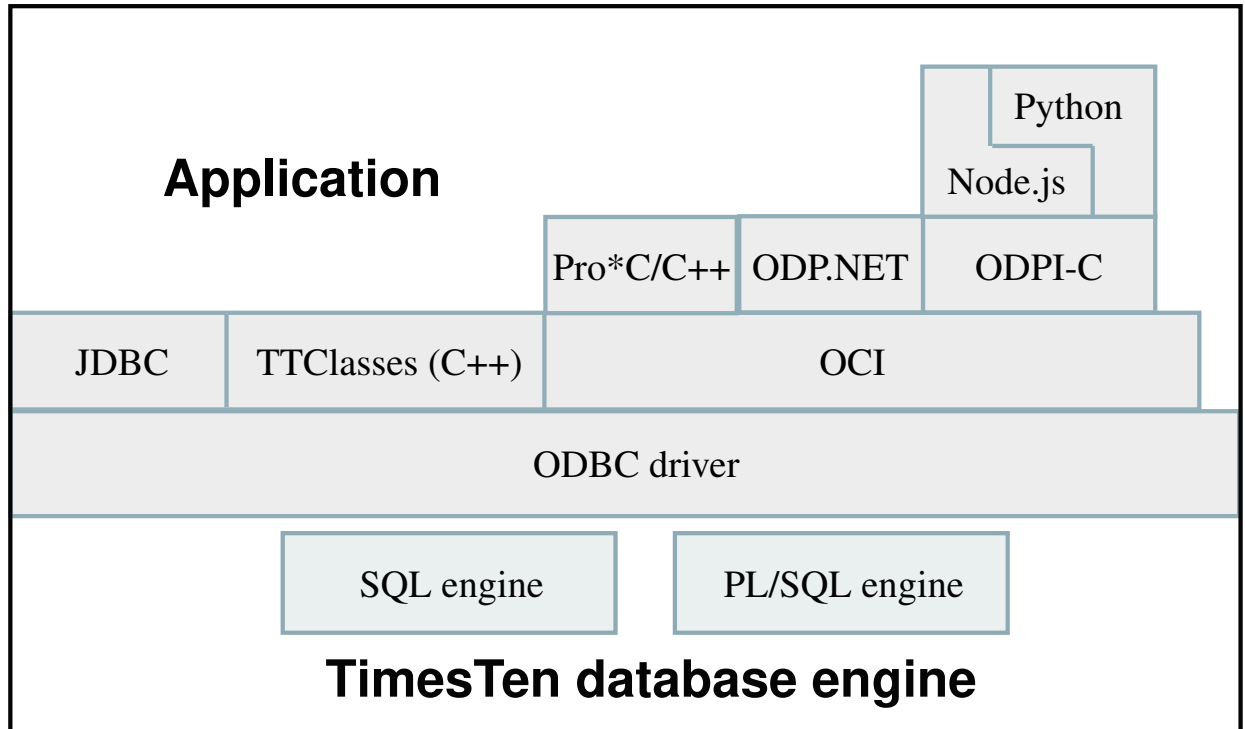 Python
Application
Node.js
Pro*C/C++
ODP.NET
ODPI-C
JDBC
TTClasses (C++)
OCI
ODBC driver
SQL engine
PL/SQL engine
TimesTen database engine